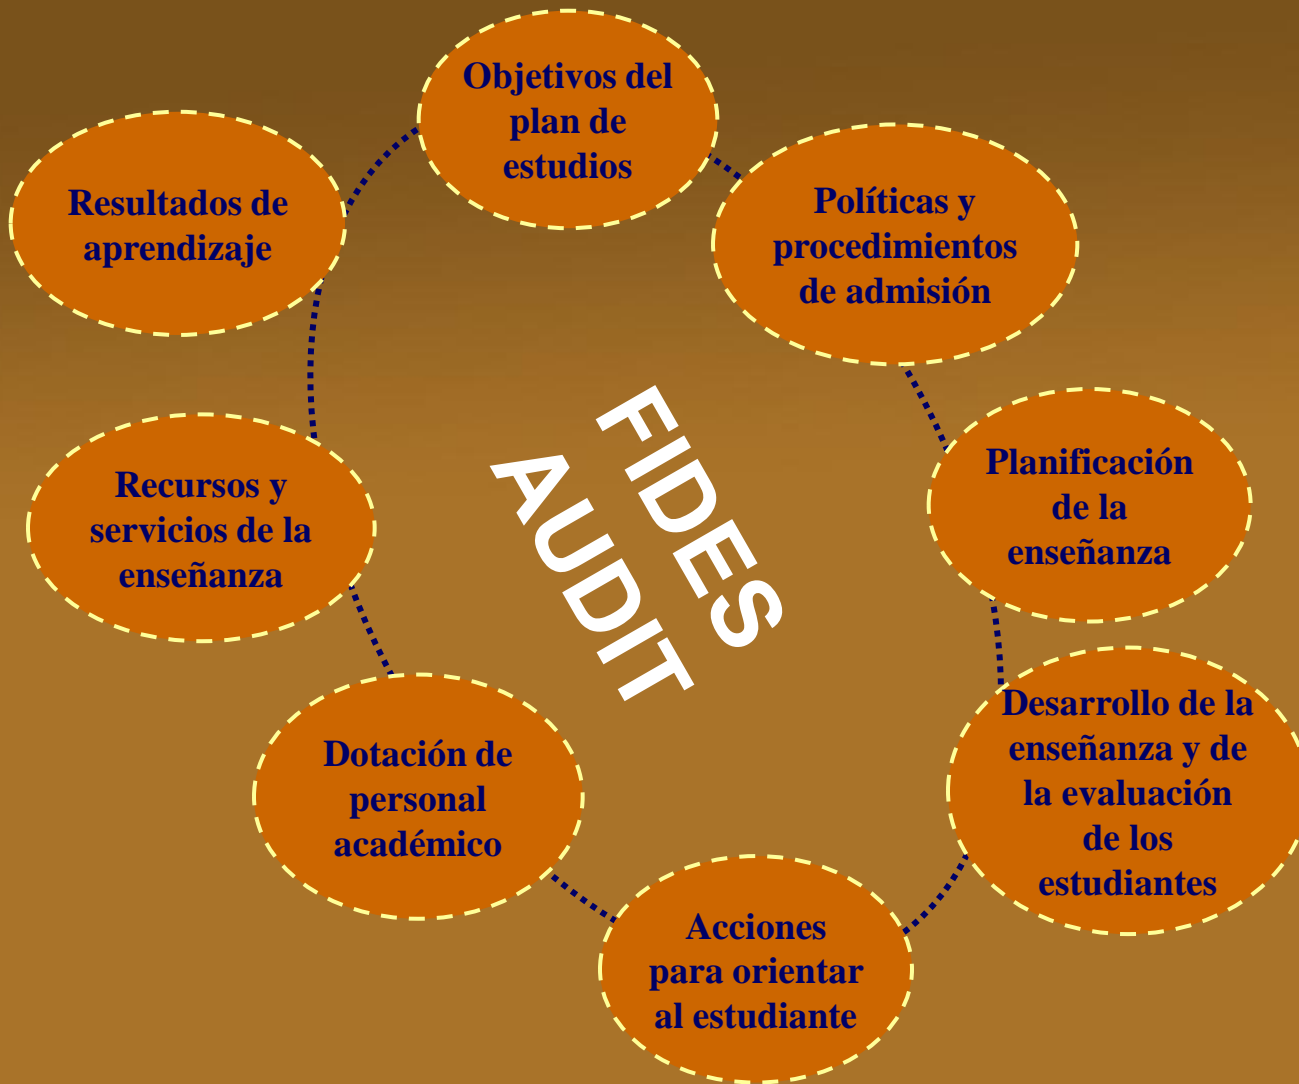 Objetivos del
plan de
estudios
Políticas y
procedimientos
de admisión
Planificación
de la
enseñanza
Desarrollo de la
enseñanza y de
la evaluación
de los
estudiantes
Acciones
para orientar
al estudiante
Dotación de
personal
académico
Recursos y
servicios de la
enseñanza
Resultados de
aprendizaje
FIDES
AUDIT